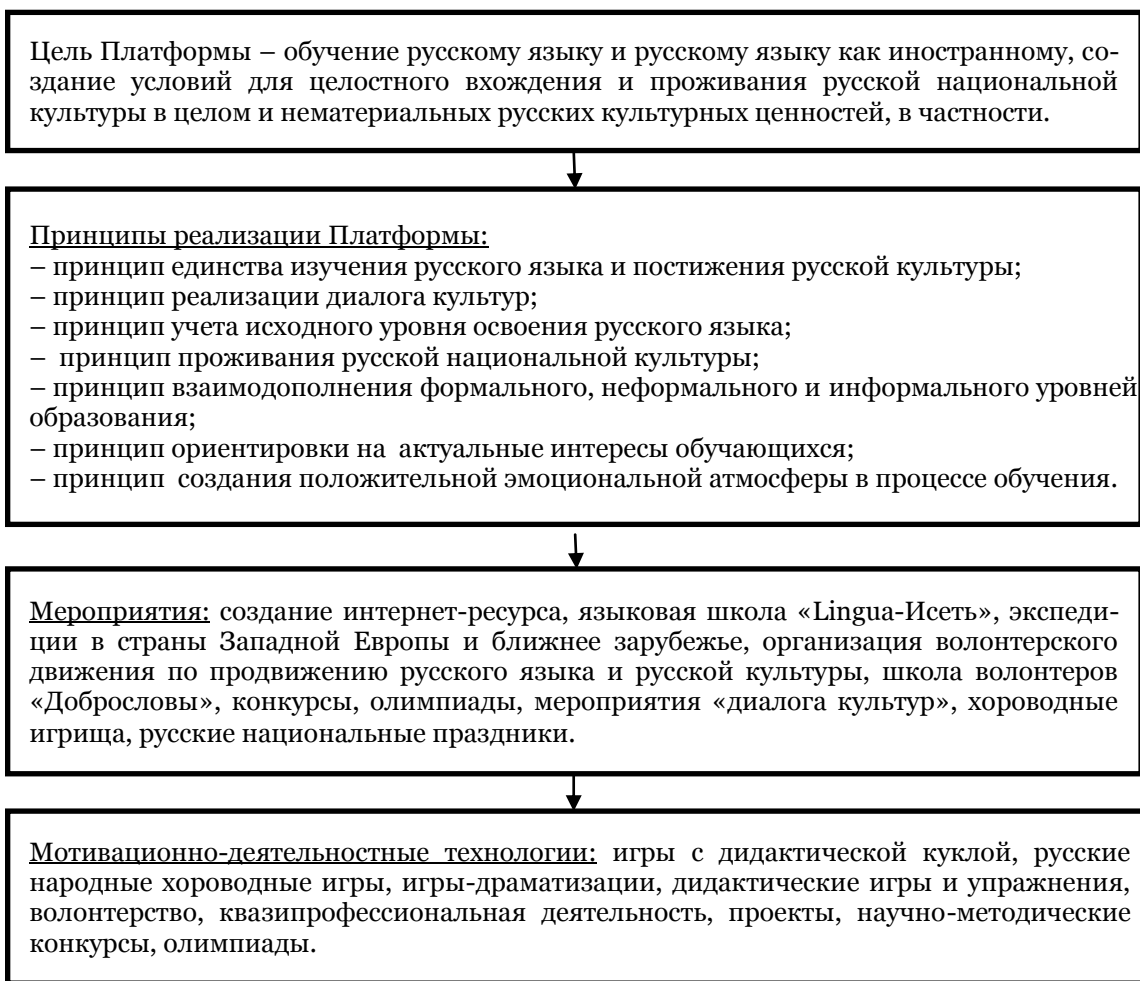 Цель Платформы – обучение русскому языку и русскому языку как иностранному, со-
здание условий для целостного вхождения и проживания русской национальной
культуры в целом и нематериальных русских культурных ценностей, в частности.
Принципы реализации Платформы:
– принцип единства изучения русского языка и постижения русской культуры;
– принцип реализации диалога культур;
– принцип учета исходного уровня освоения русского языка;
– принцип проживания русской национальной культуры;
– принцип взаимодополнения формального, неформального и информального уровней
образования;
– принцип ориентировки на актуальные интересы обучающихся;
– принцип создания положительной эмоциональной атмосферы в процессе обучения.
Мероприятия: создание интернет-ресурса, языковая школа «Lingua-Исеть», экспеди-
ции в страны Западной Европы и ближнее зарубежье, организация волонтерского
движения по продвижению русского языка и русской культуры, школа волонтеров
«Доброслoвы», конкурсы, олимпиады, мероприятия «диалога культур», хороводные
игрища, русские национальные праздники.
Мотивационно-деятельностные технологии: игры с дидактической куклой, русские
народные хороводные игры, игры-драматизации, дидактические игры и упражнения,
волонтерство, квазипрофессиональная деятельность, проекты, научно-методические
конкурсы, олимпиады.